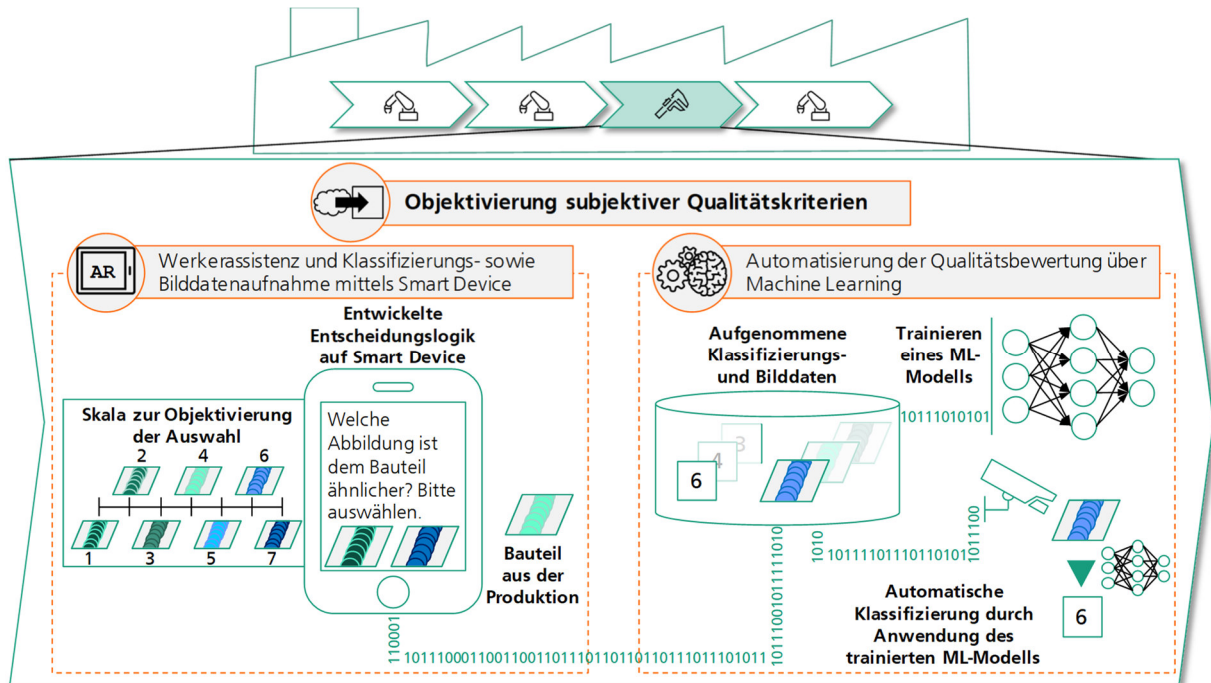 Objektivierung subjektiver Qualitätskriterien
AR
Werkerassistenz und Klassifizierungs- sowie
Bilddatenaufnahme mittels Smart Device
Entwickelte
Entscheidungslogik
auf Smart Device
Skala zur Objektivierung
der Auswahl
2 4 6
1 3 5 7
Welche
Abbildung ist
dem Bauteil
ähnlicher? Bitte
auswählen.
Bauteil
aus der
Produktion
110001
Automatisierung der Qualitätsbewertung über
Machine Learning
Aufgenommene
Klassifizierungs-
und Bilddaten
3
4
6
Trainieren
eines ML-
Modells
10111010101
1010
1011100
Automatische
Klassifizierung durch
Anwendung des
trainierten ML-Modells
6